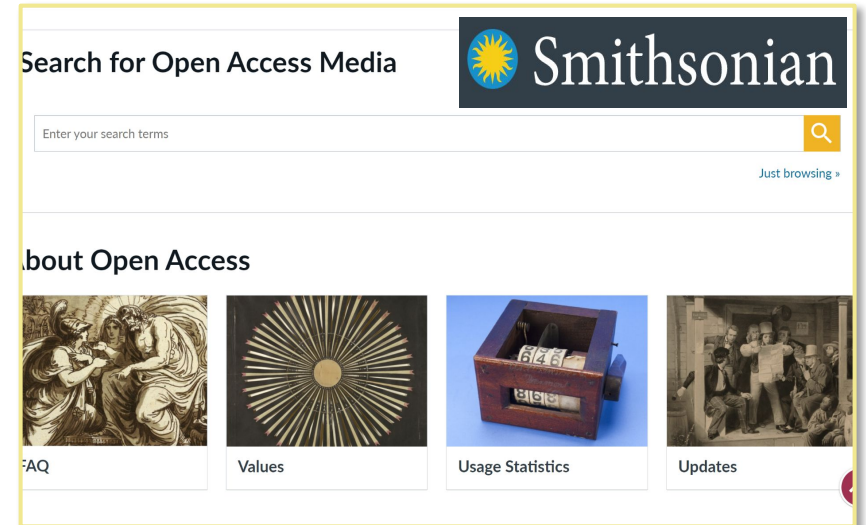 Search for Open Access Media
Smithsonian
Enter your search terms
Just browsing »
bout Open Access
FAQ
Values
Usage Statistics
Updates